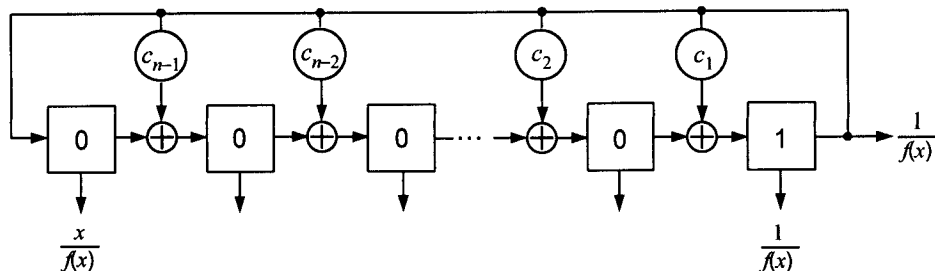 c_{n-1} c_{n-2} c_2 c_1
0 0 0 ... 0 1 1/f(x)
x/f(x) 1/f(x)